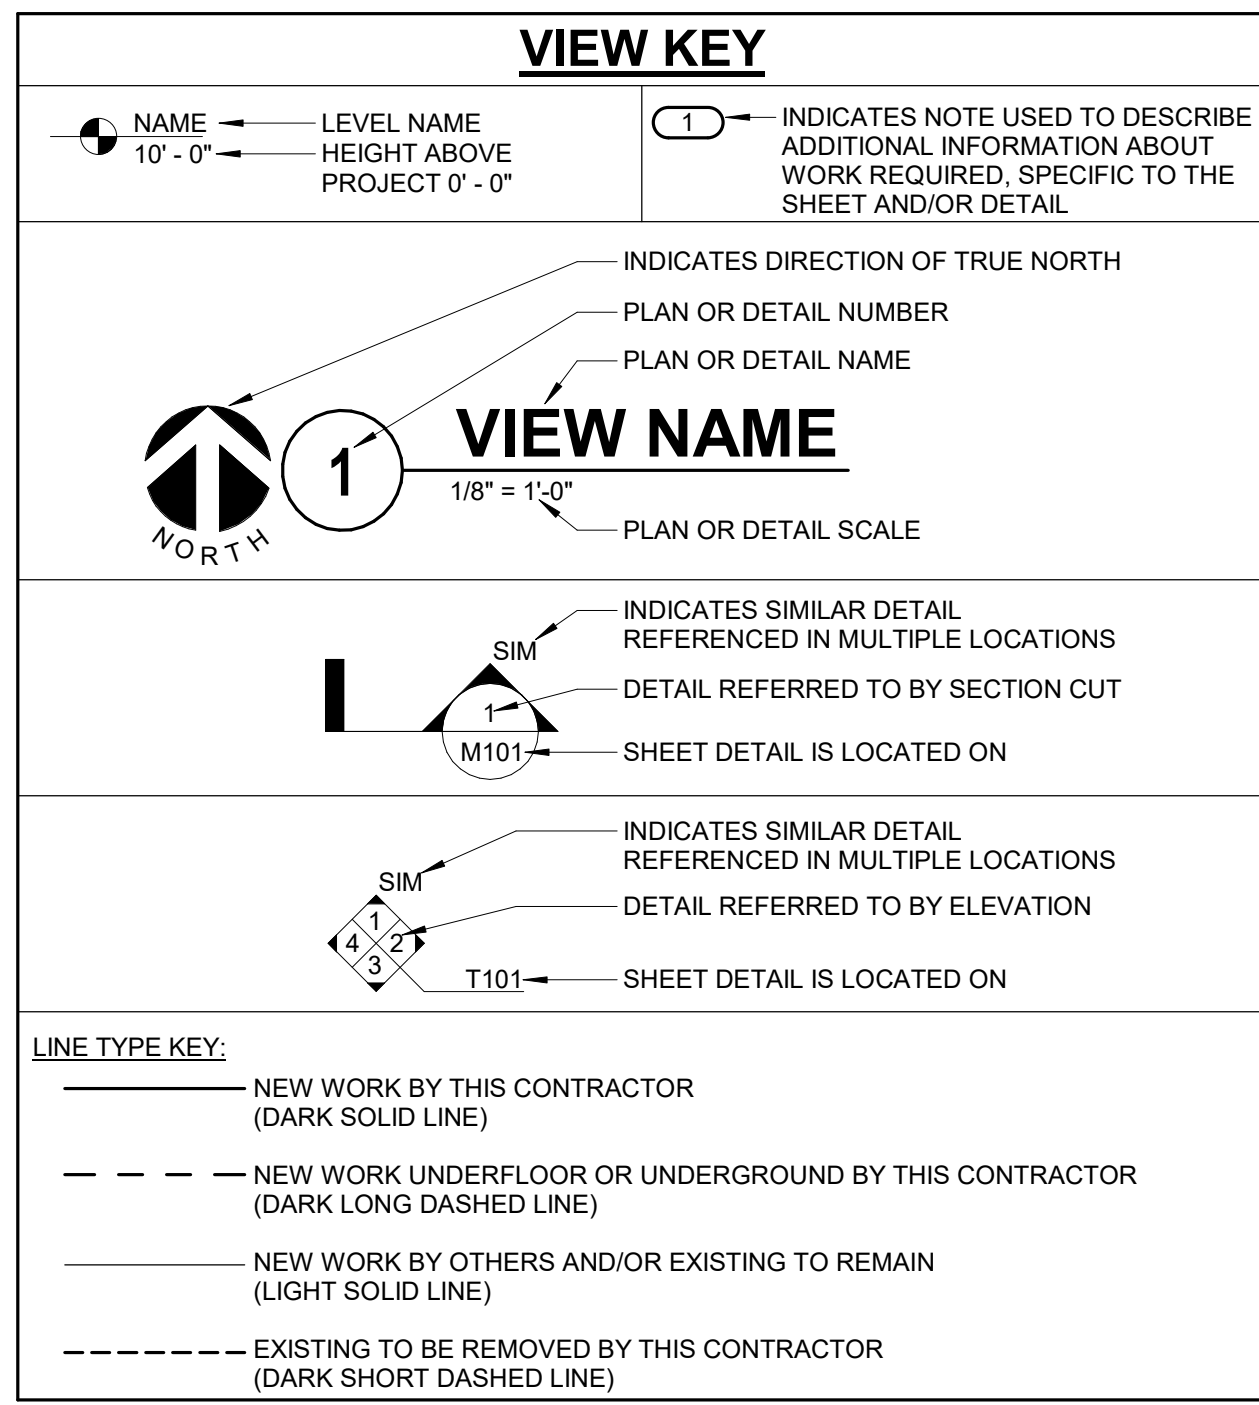 VIEW KEY
NAME
10' - 0"
LEVEL NAME
HEIGHT ABOVE
PROJECT 0' - 0"
1
INDICATES NOTE USED TO DESCRIBE
ADDITIONAL INFORMATION ABOUT
WORK REQUIRED, SPECIFIC TO THE
SHEET AND/OR DETAIL
INDICATES DIRECTION OF TRUE NORTH
PLAN OR DETAIL NUMBER
PLAN OR DETAIL NAME
NORTH
1
VIEW NAME
1/8" = 1'-0"
PLAN OR DETAIL SCALE
SIM
1
M101
INDICATES SIMILAR DETAIL
REFERENCED IN MULTIPLE LOCATIONS
DETAIL REFERRED TO BY SECTION CUT
SHEET DETAIL IS LOCATED ON
SIM
1
4 2
3
T101
INDICATES SIMILAR DETAIL
REFERENCED IN MULTIPLE LOCATIONS
DETAIL REFERRED TO BY ELEVATION
SHEET DETAIL IS LOCATED ON
LINE TYPE KEY:
NEW WORK BY THIS CONTRACTOR
(DARK SOLID LINE)
NEW WORK UNDERFLOOR OR UNDERGROUND BY THIS CONTRACTOR
(DARK LONG DASHED LINE)
NEW WORK BY OTHERS AND/OR EXISTING TO REMAIN
(LIGHT SOLID LINE)
EXISTING TO BE REMOVED BY THIS CONTRACTOR
(DARK SHORT DASHED LINE)